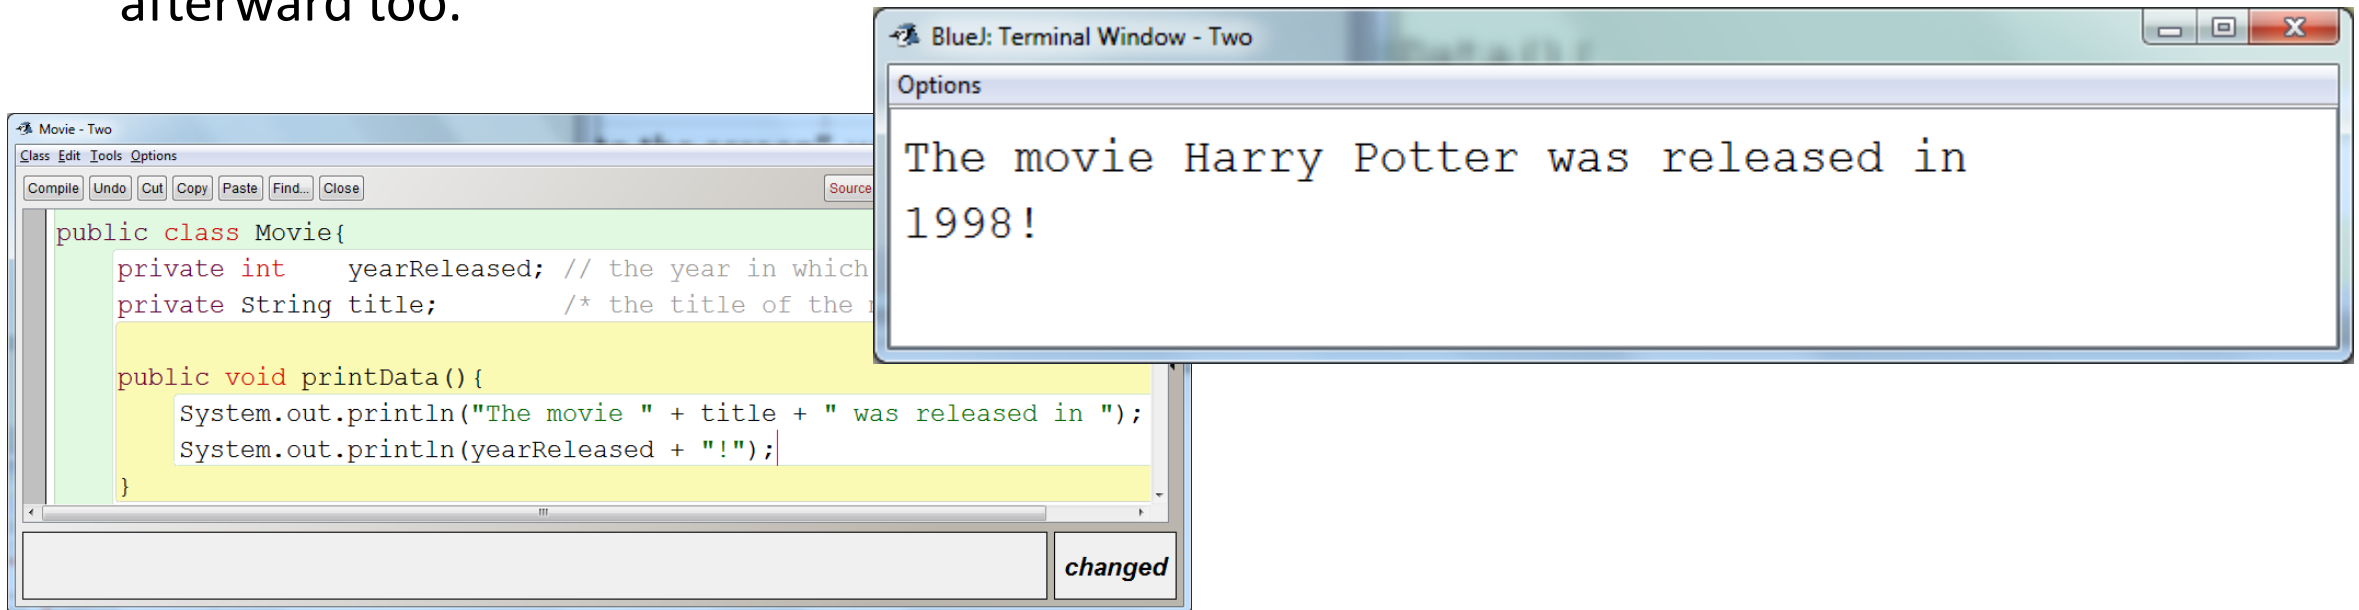 afterward too.
BlueJ: Terminal Window - Two
Options
The movie Harry Potter was released in
1998!
Movie - Two
Class Edit Tools Options
Compile Undo Cut Copy Paste Find... Close Source
public class Movie{
private int yearReleased; // the year in which
private String title; /* the title of the
public void printData(){
System.out.println("The movie " + title + " was released in ");
System.out.println(yearReleased + "!");
}
changed